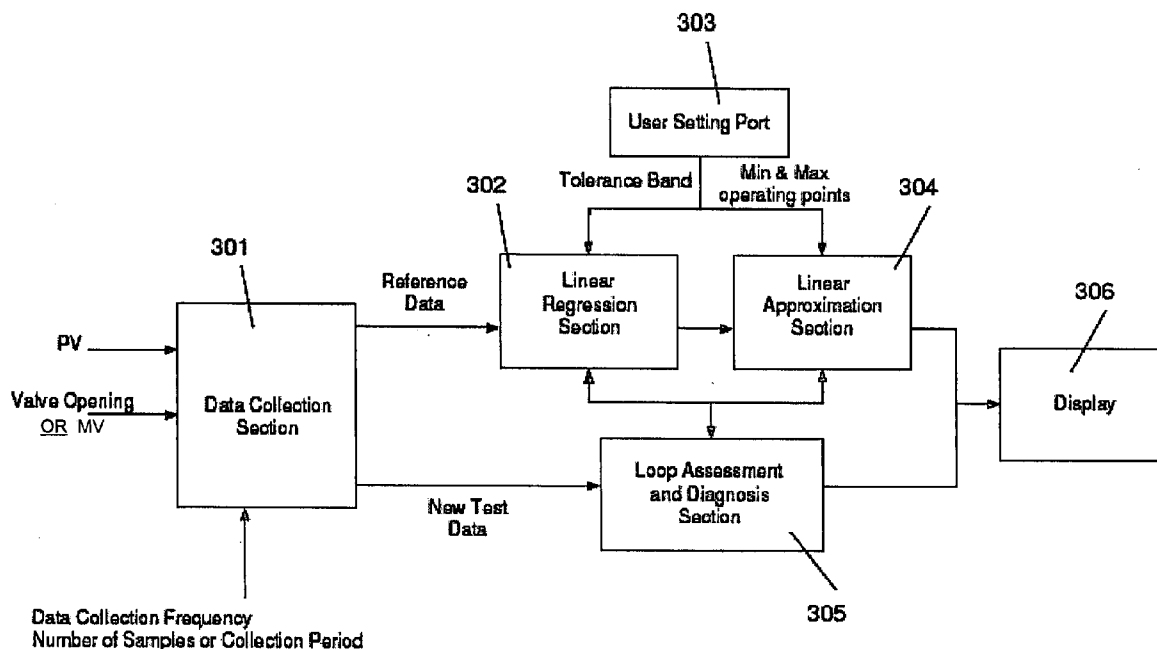 303
User Setting Port
Tolerance Band
Min & Max
operating points
302
304
301
Linear
Regression
Section
Linear
Approximation
Section
306
Reference
Data
PV
Valve Opening
OR MV
Data Collection
Section
Display
Loop Assessment
and Diagnosis
Section
New Test
Data
305
Data Collection Frequency
Number of Samples or Collection Period